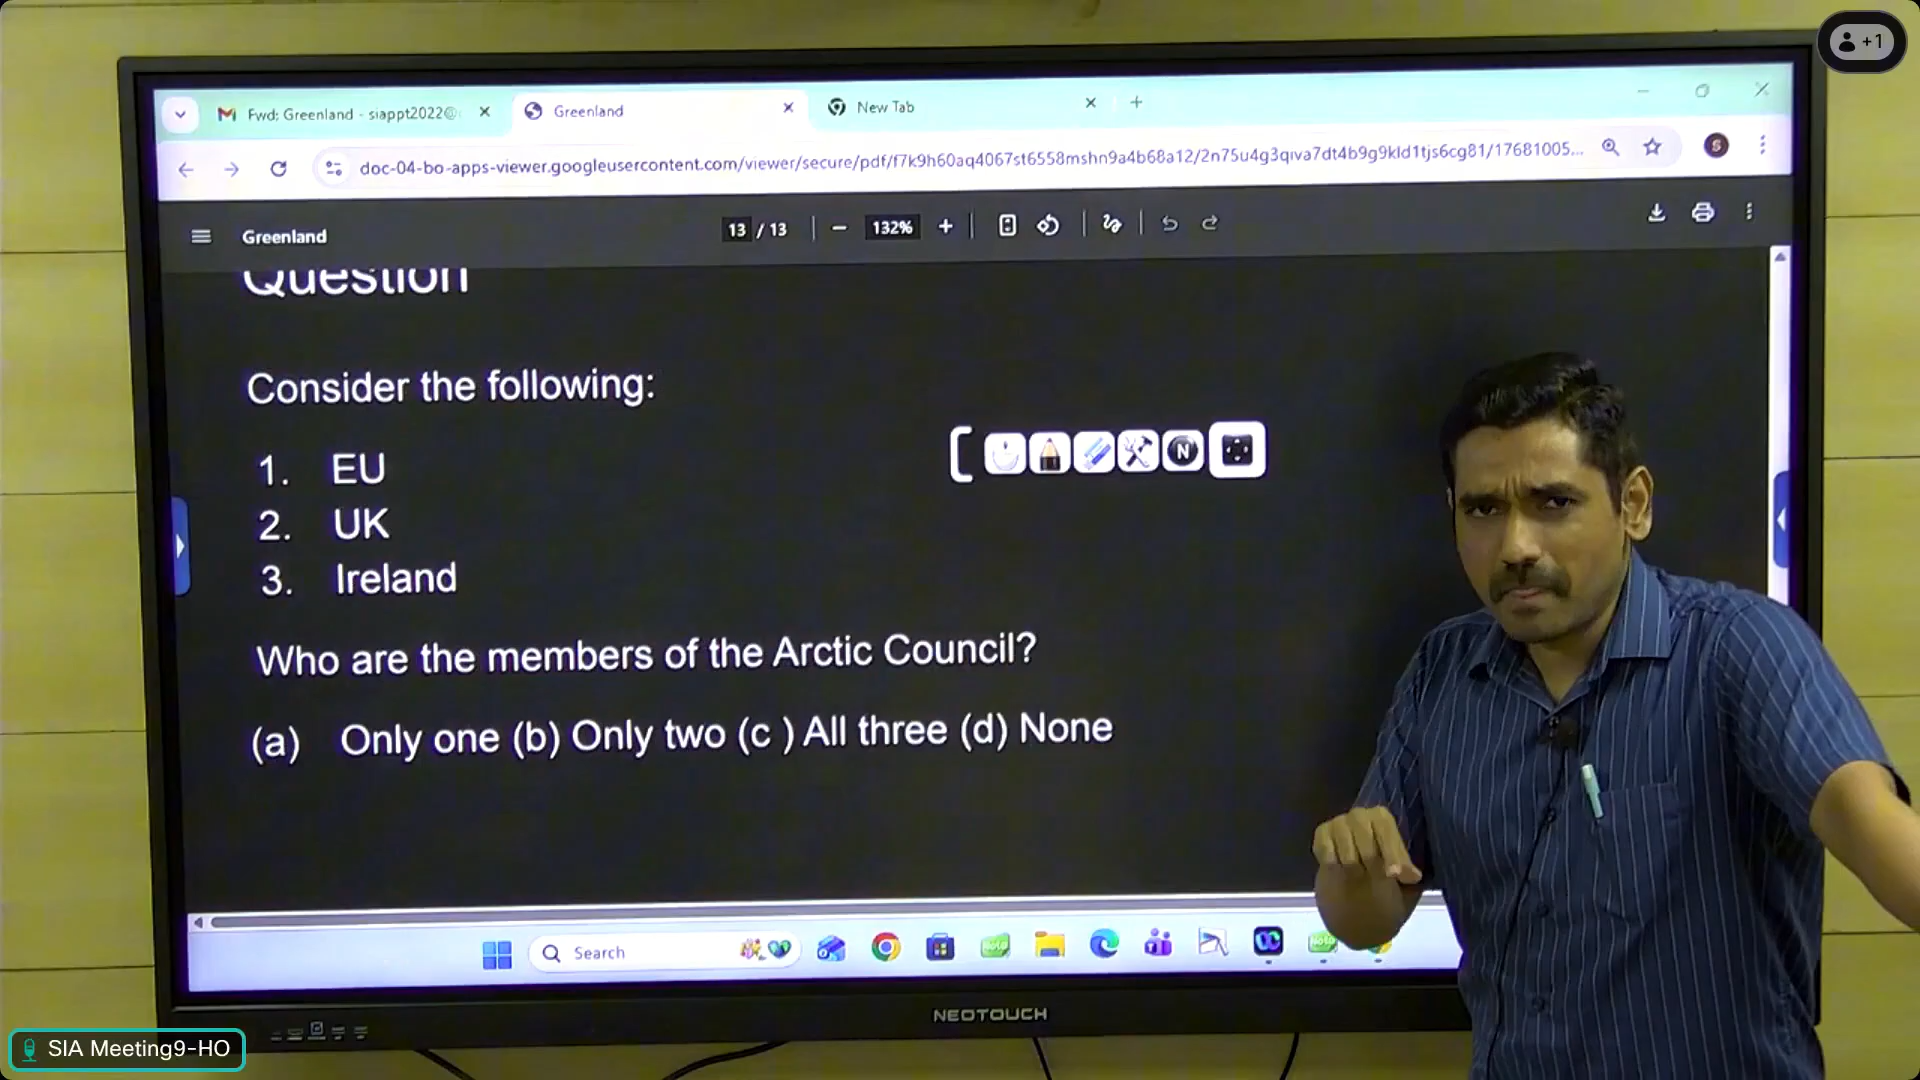 +1
Fwd: Greenland - siappt2022@
Greenland
New Tab
doc-04-bo-apps-viewer.googleusercontent.com/viewer/secure/pdf/f7k9h60aq4067st6558mshn9a4b68a12/2n75u4g3qiva7dt4b9g9kld1tjs6cg81/17681005...
S
Greenland
13 / 13
132%
Question
Consider the following:
N
1. EU
2. UK
3. Ireland
Who are the members of the Arctic Council?
(a) Only one (b) Only two (c ) All three (d) None
Search
Note
Note
NEOTOUCH
SIA Meeting9-HO